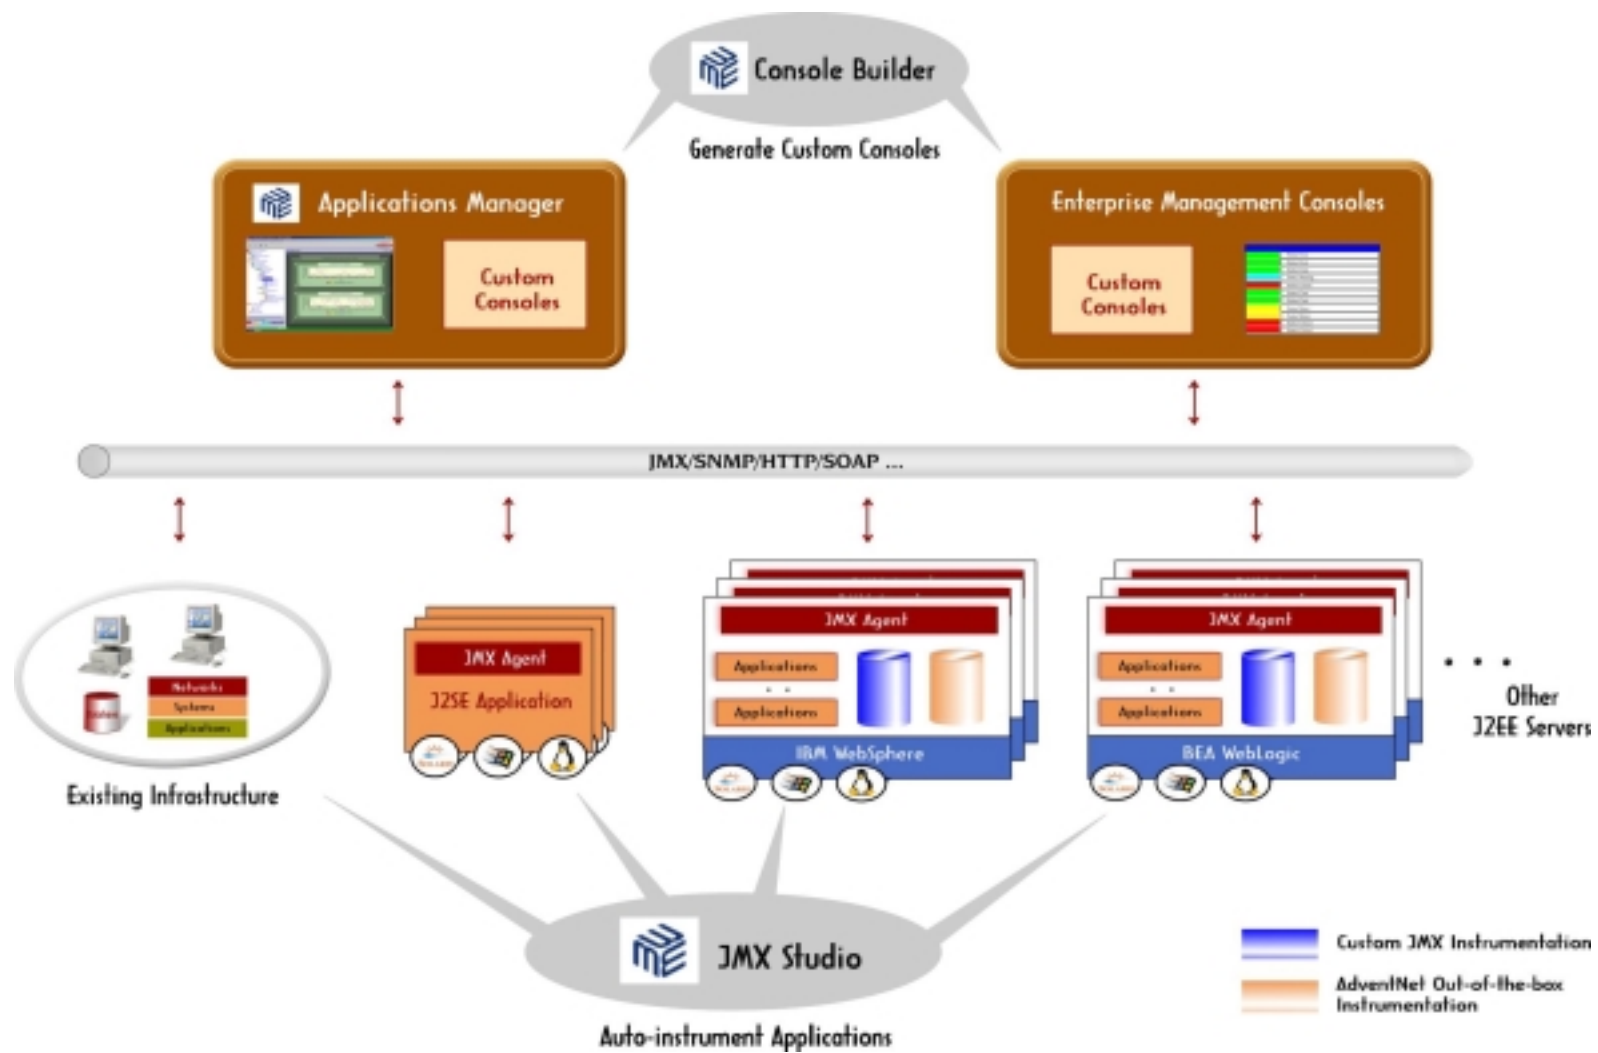 Console Builder
Generate Custom Consoles
Applications Manager
Custom
Consoles
Enterprise Management Consoles
Custom
Consoles
JMX/SNMP/HTTP/SOAP ...
Networks
Systems
Applications
Existing Infrastructure
JMX Agent
J2SE Application
JMX Agent
Applications
. .
Applications
IBM WebSphere
JMX Agent
Applications
. .
Applications
BEA WebLogic
. . .
Other
J2EE Servers
ME JMX Studio
Auto-instrument Applications
Custom JMX Instrumentation
AdventNet Out-of-the-box
Instrumentation